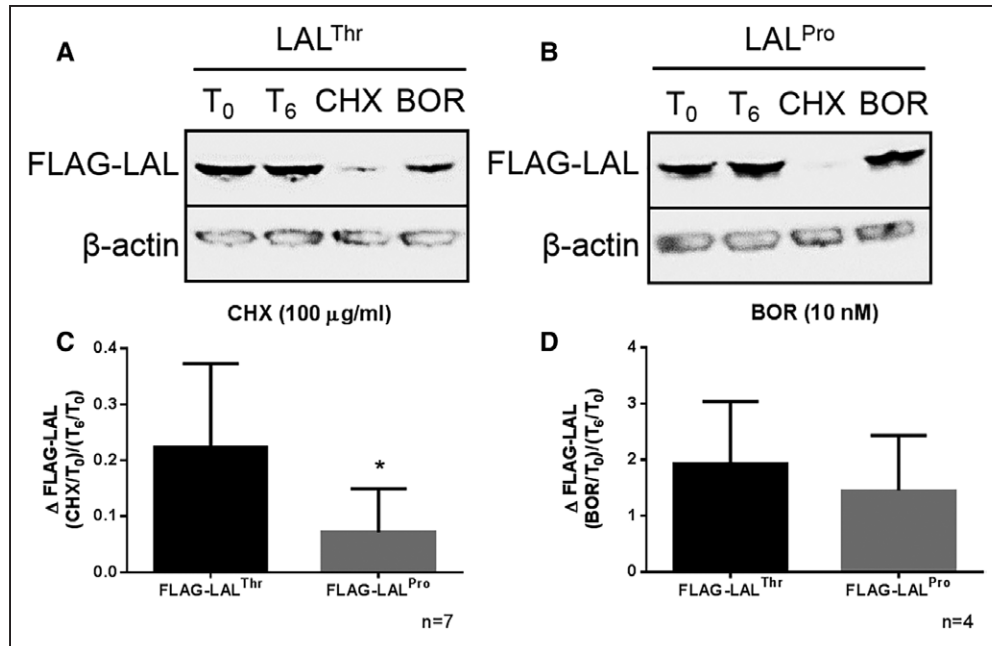 A
LAL^Thr
T₀ T₆ CHX BOR
FLAG-LAL
β-actin
B
LAL^Pro
T₀ T₆ CHX BOR
FLAG-LAL
β-actin
CHX (100 μg/ml)
C
Δ FLAG-LAL
(CHX/T₀)/(T₆/T₀)
0.4
0.3
0.2
0.1
0.0
*
FLAG-LAL^Thr FLAG-LAL^Pro
n=7
BOR (10 nM)
D
Δ FLAG-LAL
(BOR/T₀)/(T₆/T₀)
4
3
2
1
0
FLAG-LAL^Thr FLAG-LAL^Pro
n=4